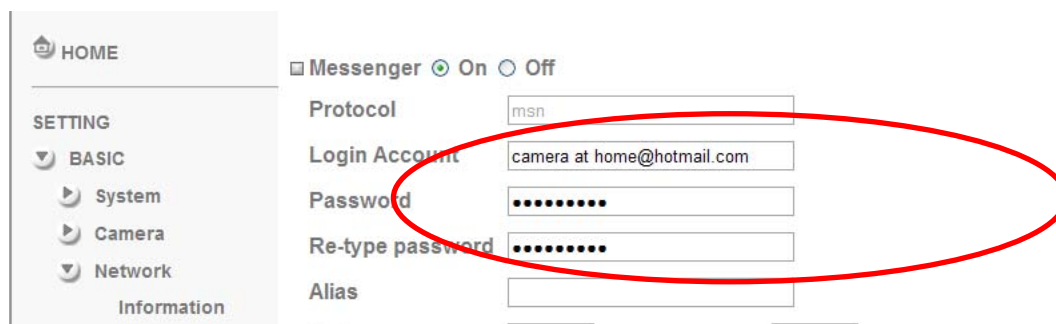 HOME
SETTING
BASIC
System
Camera
Network
Information
Messenger On Off
Protocol msn
Login Account camera at home@hotmail.com
Password •••••••••
Re-type password •••••••••
Alias